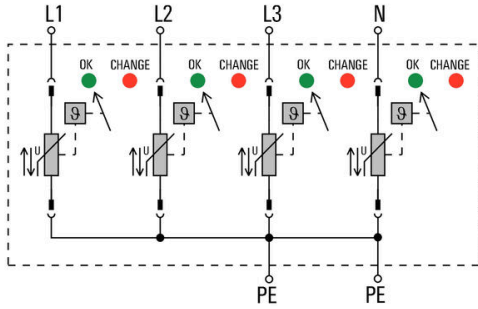 L1 L2 L3 N
OK CHANGE OK CHANGE OK CHANGE OK CHANGE
ϑ ϑ ϑ ϑ
U U U U
PE PE